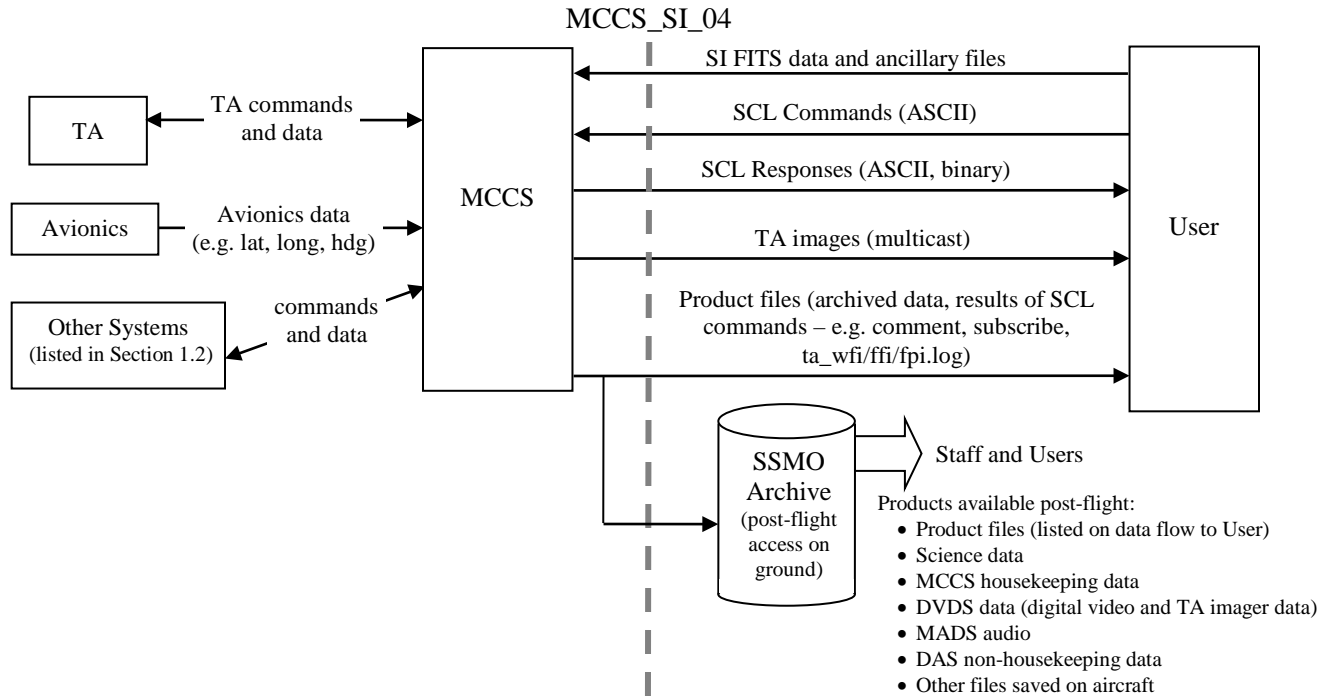 MCCS_SI_04
SI FITS data and ancillary files
TA commands
and data
TA
SCL Commands (ASCII)
SCL Responses (ASCII, binary)
MCCS
User
Avionics
Avionics data
(e.g. lat, long, hdg)
TA images (multicast)
commands
and data
Other Systems
(listed in Section 1.2)
Product files (archived data, results of SCL
commands – e.g. comment, subscribe,
ta_wfi/ffi/fpi.log)
SSMO
Archive
(post-flight
access on
ground)
Staff and Users
Products available post-flight:
• Product files (listed on data flow to User)
• Science data
• MCCS housekeeping data
• DVDS data (digital video and TA imager data)
• MADS audio
• DAS non-housekeeping data
• Other files saved on aircraft